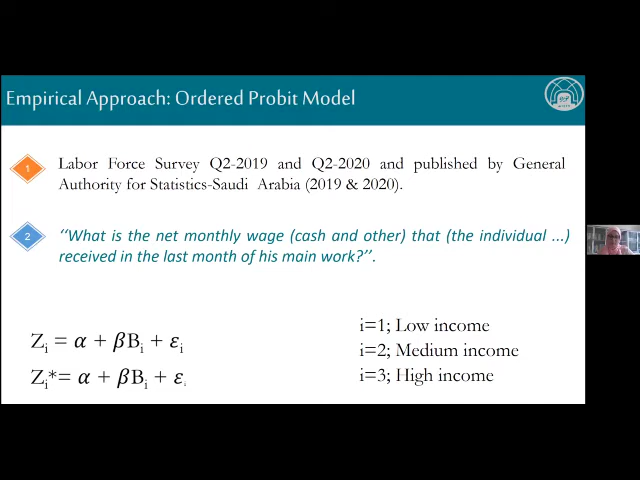 Empirical Approach: Ordered Probit Model
1
Labor Force Survey Q2-2019 and Q2-2020 and published by General
Authority for Statistics-Saudi Arabia (2019 & 2020).
2
‘‘What is the net monthly wage (cash and other) that (the individual ...)
received in the last month of his main work?’’.
Zi = α + βBi + εi
Zi*= α + βBi + εi
i=1; Low income
i=2; Medium income
i=3; High income